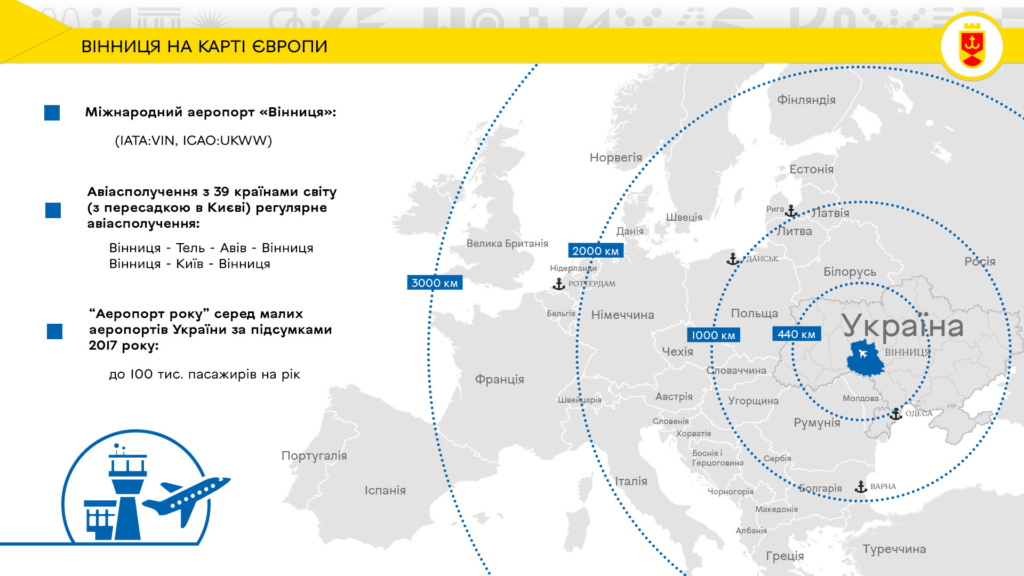 ВІННИЦЯ НА КАРТІ ЄВРОПИ
Міжнародний аеропорт «Вінниця»:
(IATA:VIN, ICAO:UKWW)
Авіасполучення з 39 країнами світу
(з пересадкою в Києві) регулярне
авіасполучення:
Вінниця - Тель - Авів - Вінниця
Вінниця - Київ - Вінниця
“Аеропорт року” серед малих
аеропортів України за підсумками
2017 року:
до 100 тис. пасажирів на рік
Фінляндія
Норвегія
Естонія
Рига
Латвія
Швеція
Литва
Данія
Велика Британія
2000 км
ГДАНСЬК
Росія
Нідерланди
Білорусь
3000 км
РОТТЕРДАМ
Бельгія
Німеччина
Польща
Україна
1000 км
440 км
ВІННИЦЯ
Чехія
Словаччина
Франція
Швейцарія
Австрія
Угорщина
Молдова
ОДЕСА
Словенія
Румунія
Хорватія
Португалія
Боснія і
Герцоговина
Сербія
Італія
Іспанія
Чорногорія
Болгарія
ВАРНА
Македонія
Албанія
Греція
Туреччина